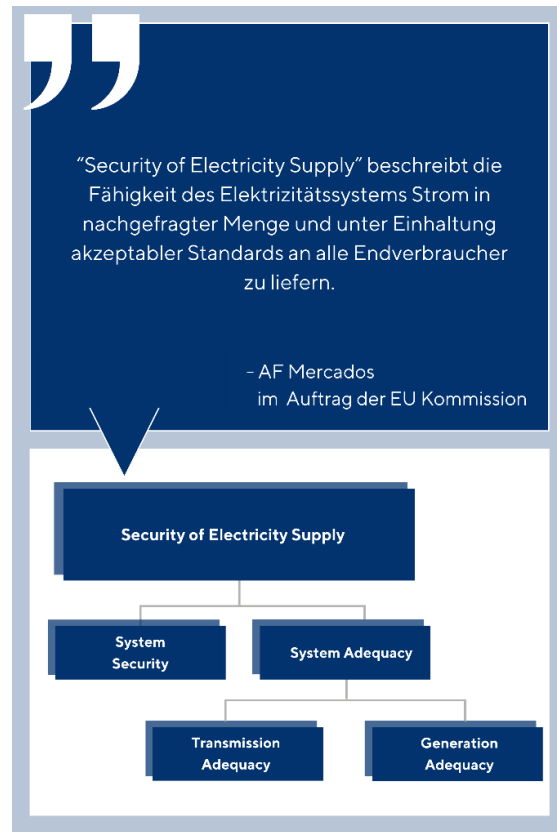 “Security of Electricity Supply” beschreibt die
Fähigkeit des Elektrizitätssystems Strom in
nachgefragter Menge und unter Einhaltung
akzeptabler Standards an alle Endverbraucher
zu liefern.
- AF Mercados
im Auftrag der EU Kommission
Security of Electricity Supply
System
Security
System Adequacy
Transmission
Adequacy
Generation
Adequacy